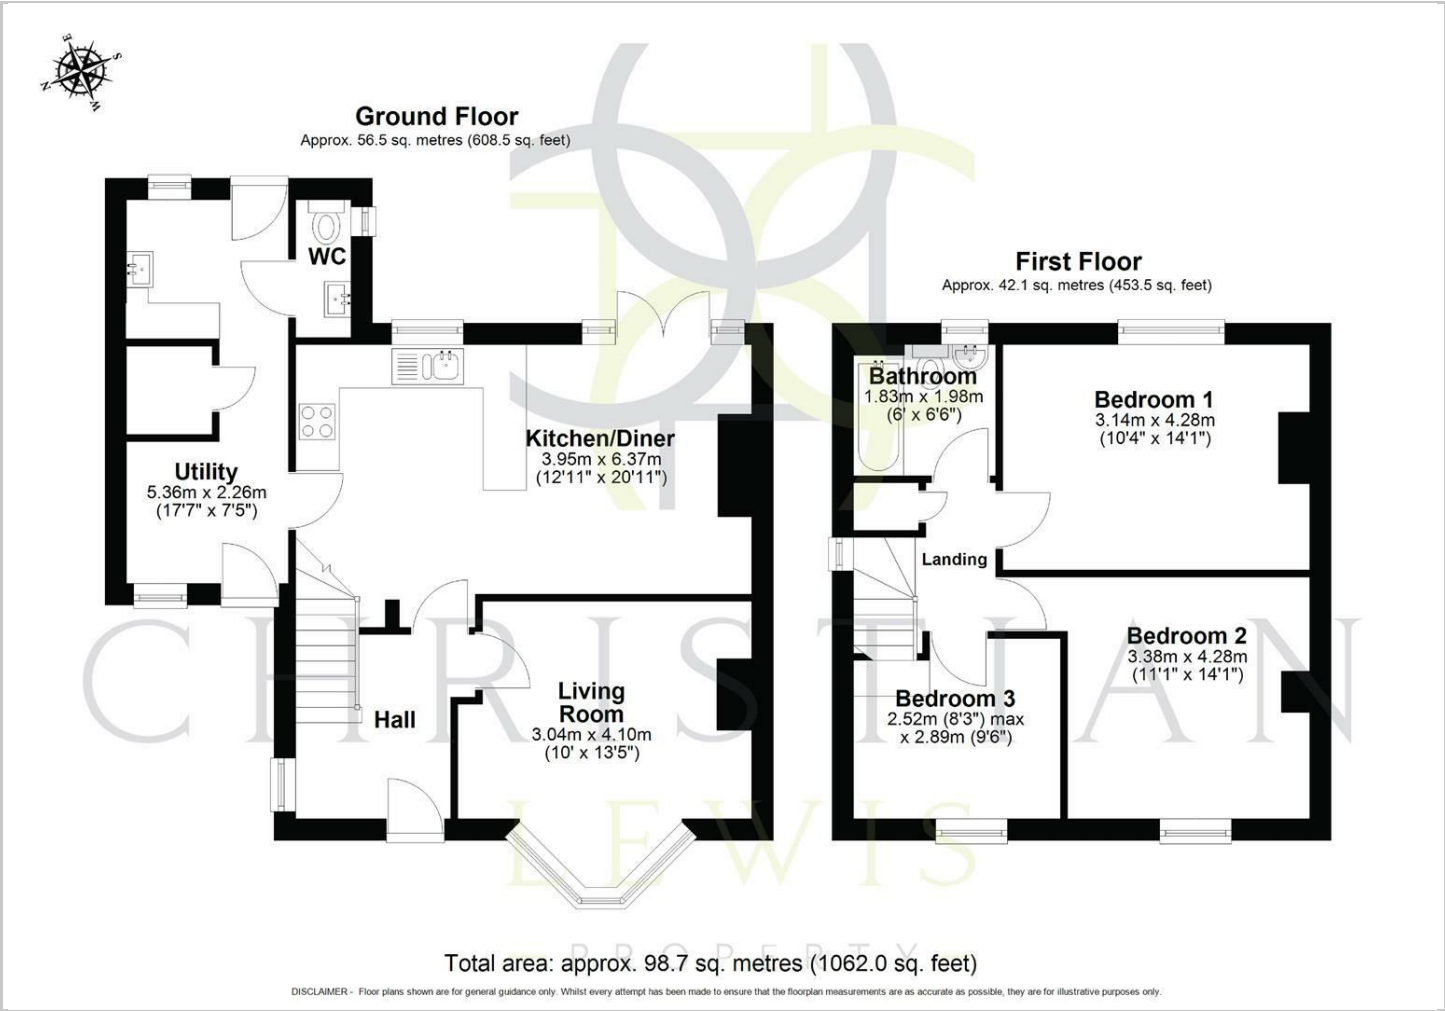 E
S
N
W
Ground Floor
Approx. 56.5 sq. metres (608.5 sq. feet)
WC
Utility
5.36m x 2.26m
(17'7" x 7'5")
Kitchen/Diner
3.95m x 6.37m
(12'11" x 20'11")
Hall
Living
Room
3.04m x 4.10m
(10' x 13'5")
First Floor
Approx. 42.1 sq. metres (453.5 sq. feet)
Bathroom
1.83m x 1.98m
(6' x 6'6")
Bedroom 1
3.14m x 4.28m
(10'4" x 14'1")
Landing
Bedroom 2
3.38m x 4.28m
(11'1" x 14'1")
Bedroom 3
2.52m (8'3") max
x 2.89m (9'6")
CHRISTIAN
LEWIS
PROPERTY
Total area: approx. 98.7 sq. metres (1062.0 sq. feet)
DISCLAIMER - Floor plans shown are for general guidance only. Whilst every attempt has been made to ensure that the floorplan measurements are as accurate as possible, they are for illustrative purposes only.